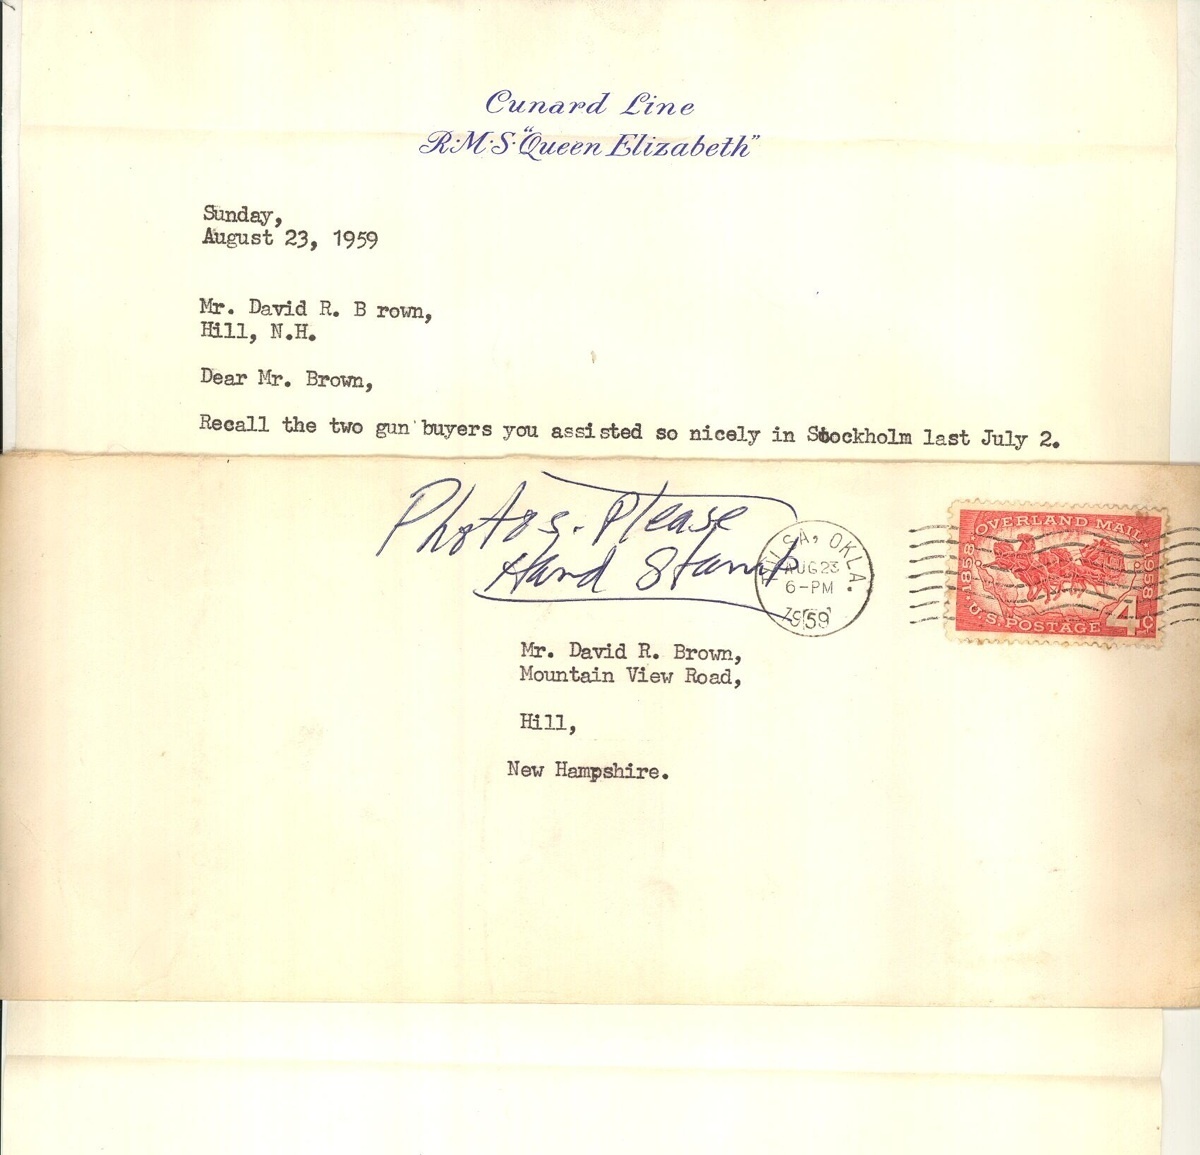 Cunard Line
R·M·S·"Queen Elizabeth"
Sunday,
August 23, 1959
Mr. David R. B rown,
Hill, N.H.
Dear Mr. Brown,
Recall the two gun buyers you assisted so nicely in Stockholm last July 2.
Photos. Please
Hand Stamp
TULSA, OKLA.
AUG 23
6-PM
1959
OVERLAND MAIL
1858
1958
U.S. POSTAGE
4¢
Mr. David R. Brown,
Mountain View Road,
Hill,
New Hampshire.